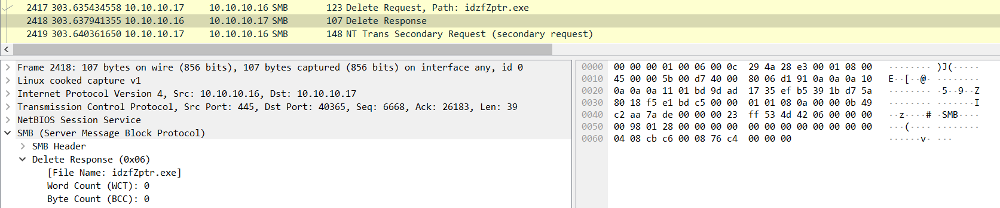 2417 303.635434558 10.10.10.17 10.10.10.16 SMB 123 Delete Request, Path: idzfZptr.exe
2418 303.637941355 10.10.10.16 10.10.10.17 SMB 107 Delete Response
2419 303.640361650 10.10.10.17 10.10.10.16 SMB 148 NT Trans Secondary Request (secondary request)
Frame 2418: 107 bytes on wire (856 bits), 107 bytes captured (856 bits) on interface any, id 0
Linux cooked capture v1
Internet Protocol Version 4, Src: 10.10.10.16, Dst: 10.10.10.17
Transmission Control Protocol, Src Port: 445, Dst Port: 40365, Seq: 6668, Ack: 26183, Len: 39
NetBIOS Session Service
SMB (Server Message Block Protocol)
SMB Header
Delete Response (0x06)
[File Name: idzfZptr.exe]
Word Count (WCT): 0
Byte Count (BCC): 0
0000 00 00 00 01 00 06 00 0c 29 4a 28 e3 00 01 08 00 ········ )J(·····
0010 45 00 00 5b 00 d7 40 00 80 06 d1 91 0a 0a 0a 10 E··[··@· ········
0020 0a 0a 0a 11 01 bd 9d ad 17 35 ef b5 39 1b d7 5a ········ ·5··9··Z
0030 80 18 f5 e1 bd c5 00 00 01 01 08 0a 00 00 0b 49 ········ ·······I
0040 c2 aa 7a de 00 00 00 23 ff 53 4d 42 06 00 00 00 ··z····# ·SMB····
0050 00 98 01 28 00 00 00 00 00 00 00 00 00 00 00 00 ···(···· ········
0060 04 08 cb c6 00 08 76 c4 00 00 00 ······v· ···